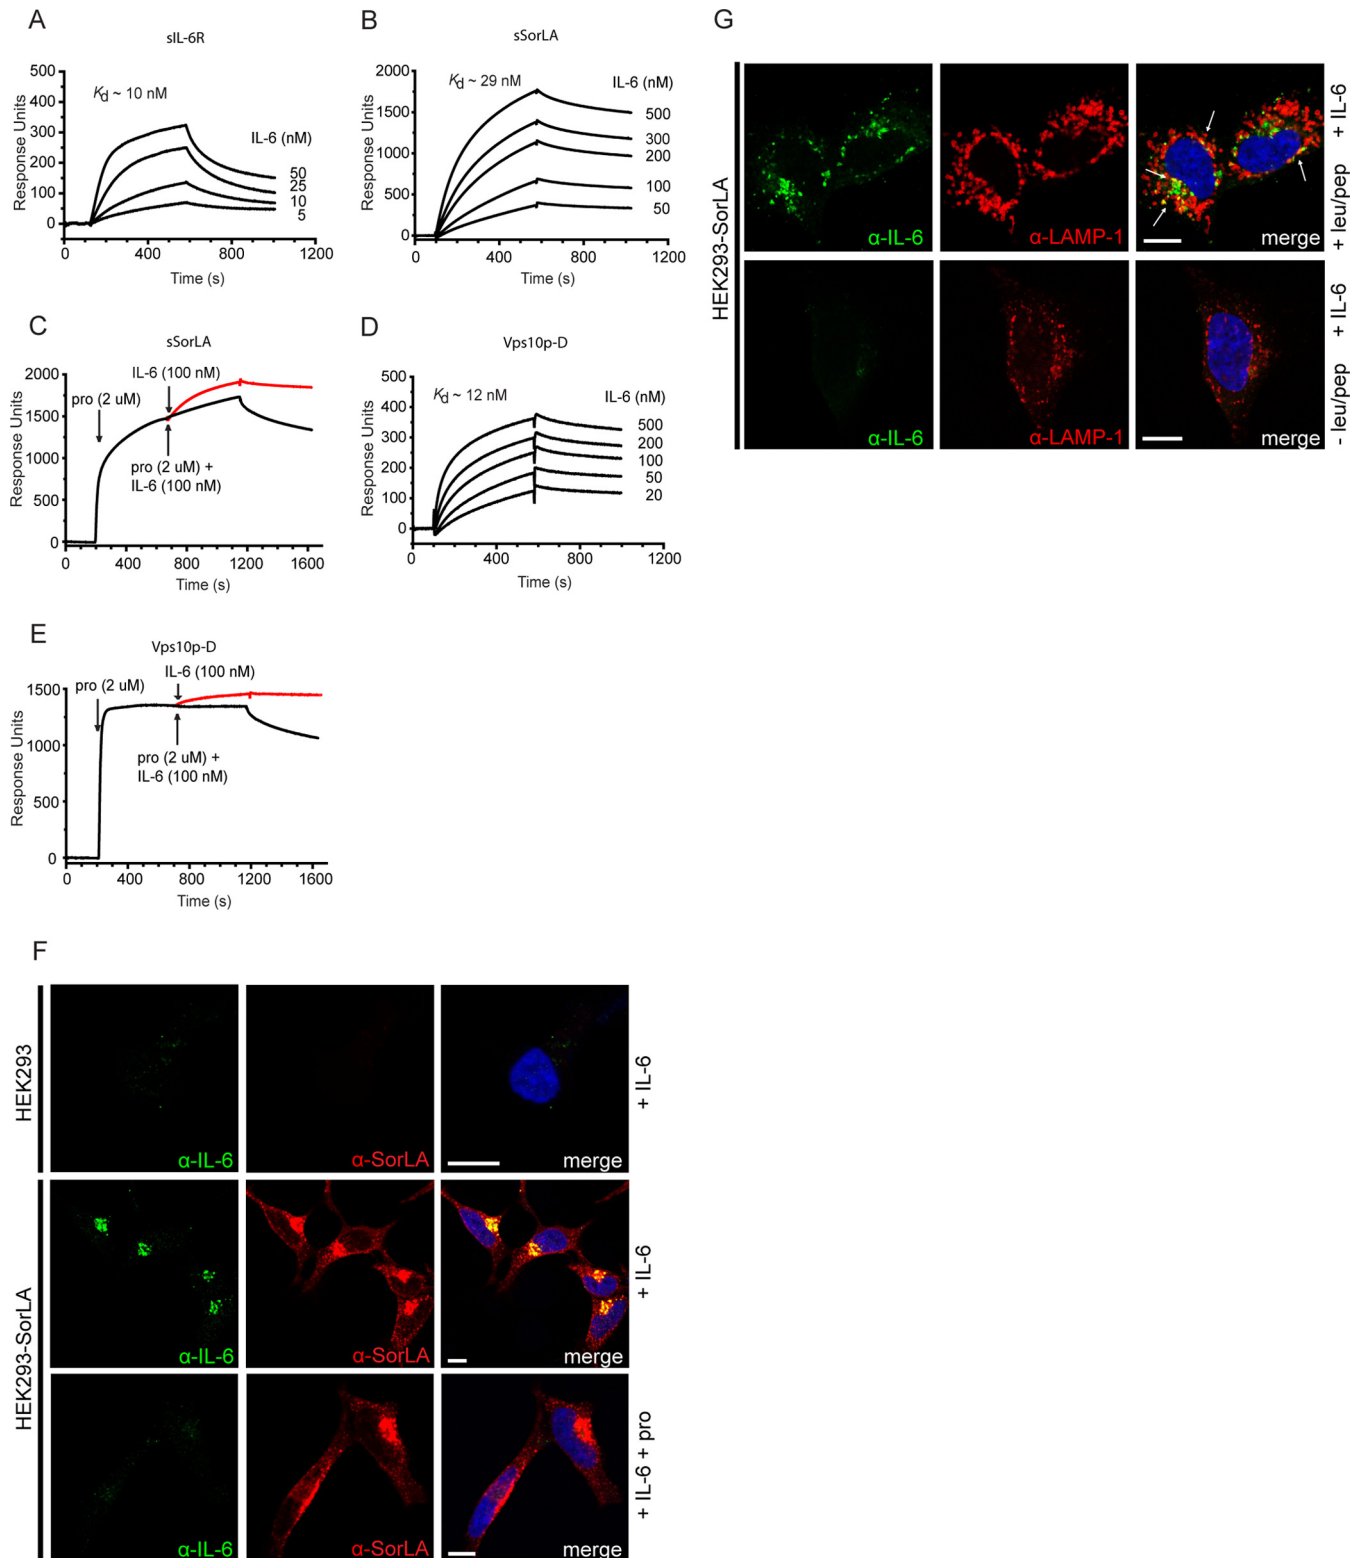 A
sIL-6R
500
400
300
200
100
0
Response Units
Kd ~ 10 nM
IL-6 (nM)
50
25
10
5
0
400
800
1200
Time (s)
B
sSorLA
2000
1500
1000
500
0
Response Units
Kd ~ 29 nM
IL-6 (nM)
500
300
200
100
50
0
400
800
1200
Time (s)
C
sSorLA
2000
1500
1000
500
0
Response Units
IL-6 (100 nM)
pro (2 uM)
pro (2 uM) +
IL-6 (100 nM)
0
400
800
1200
1600
Time (s)
D
Vps10p-D
500
400
300
200
100
0
Response Units
Kd ~ 12 nM
IL-6 (nM)
500
200
100
50
20
0
400
800
1200
Time (s)
E
Vps10p-D
1500
1000
500
0
Response Units
IL-6 (100 nM)
pro (2 uM)
pro (2 uM) +
IL-6 (100 nM)
0
400
800
1200
1600
Time (s)
F
HEK293
α-IL-6
α-SorLA
merge
+ IL-6
HEK293-SorLA
α-IL-6
α-SorLA
merge
+ IL-6
α-IL-6
α-SorLA
merge
+ IL-6 + pro
G
HEK293-SorLA
α-IL-6
α-LAMP-1
merge
+ leu/pep + IL-6
α-IL-6
α-LAMP-1
merge
- leu/pep + IL-6